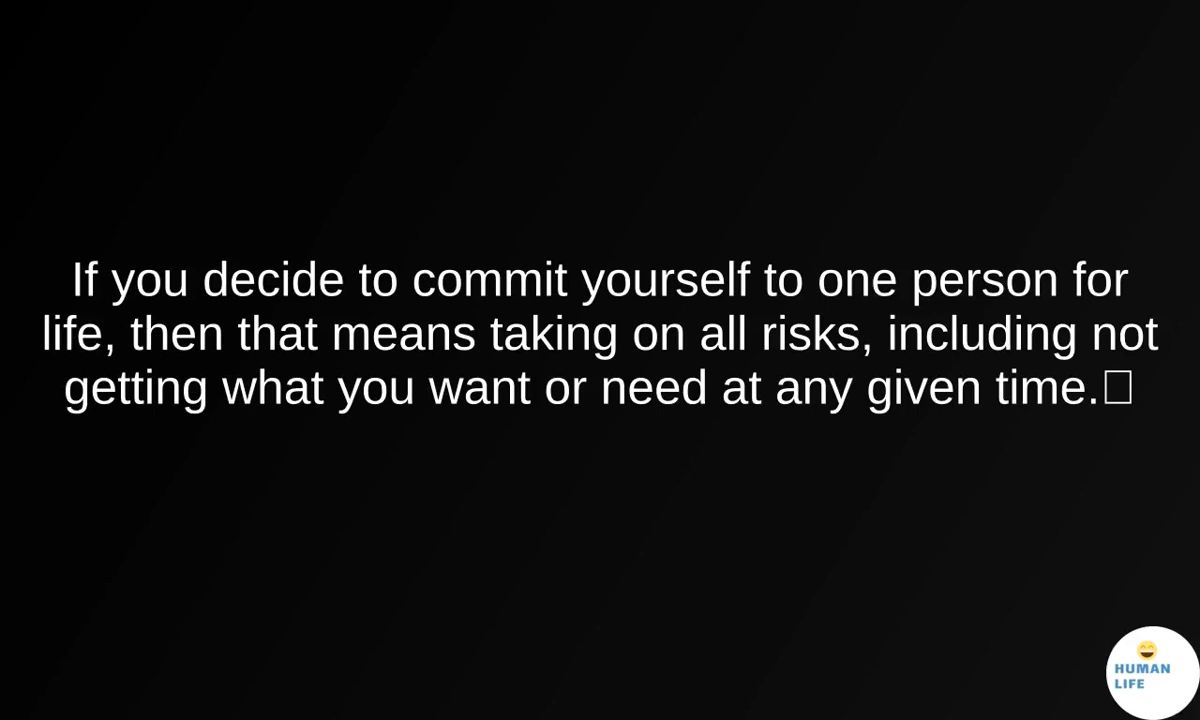 If you decide to commit yourself to one person for
life, then that means taking on all risks, including not
getting what you want or need at any given time.
HUMAN
LIFE